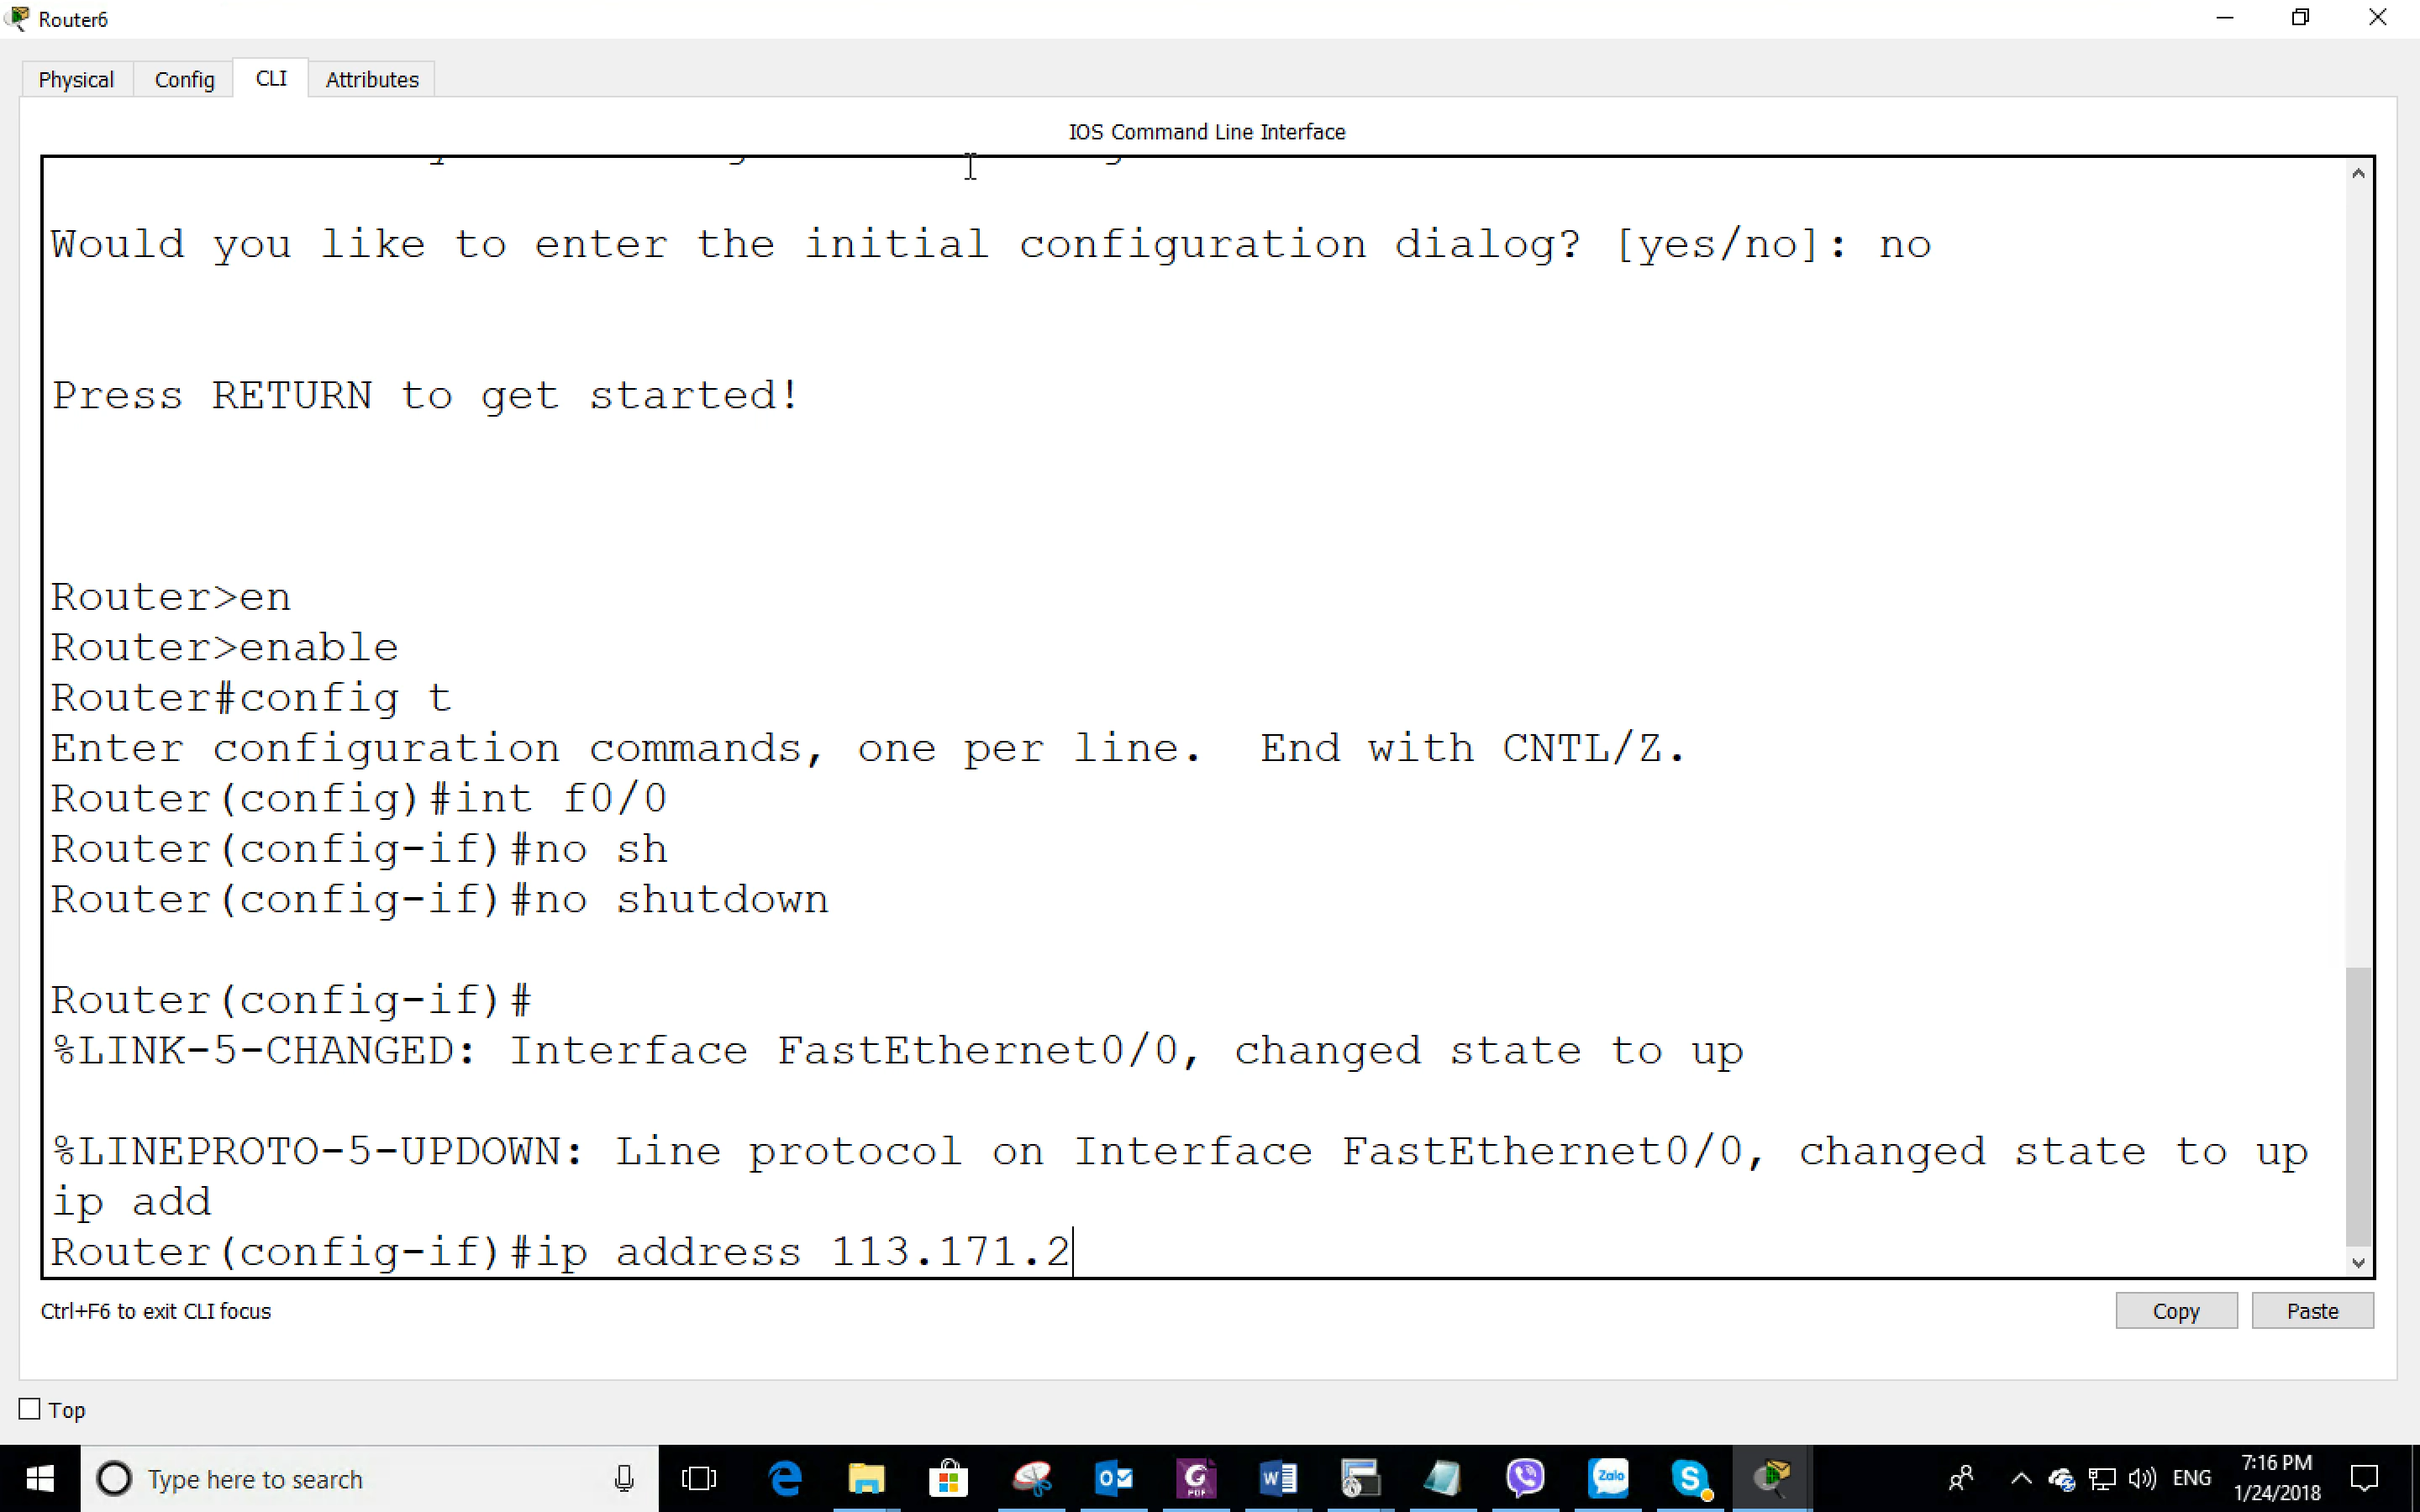 Router6
Physical Config CLI Attributes
IOS Command Line Interface
Would you like to enter the initial configuration dialog? [yes/no]: no
Press RETURN to get started!
Router>en
Router>enable
Router#config t
Enter configuration commands, one per line.  End with CNTL/Z.
Router(config)#int f0/0
Router(config-if)#no sh
Router(config-if)#no shutdown
Router(config-if)#
%LINK-5-CHANGED: Interface FastEthernet0/0, changed state to up
%LINEPROTO-5-UPDOWN: Line protocol on Interface FastEthernet0/0, changed state to up
ip add
Router(config-if)#ip address 113.171.2
Ctrl+F6 to exit CLI focus
Copy Paste
Top
Type here to search
G PDF
Zalo
ENG
7:16 PM
1/24/2018